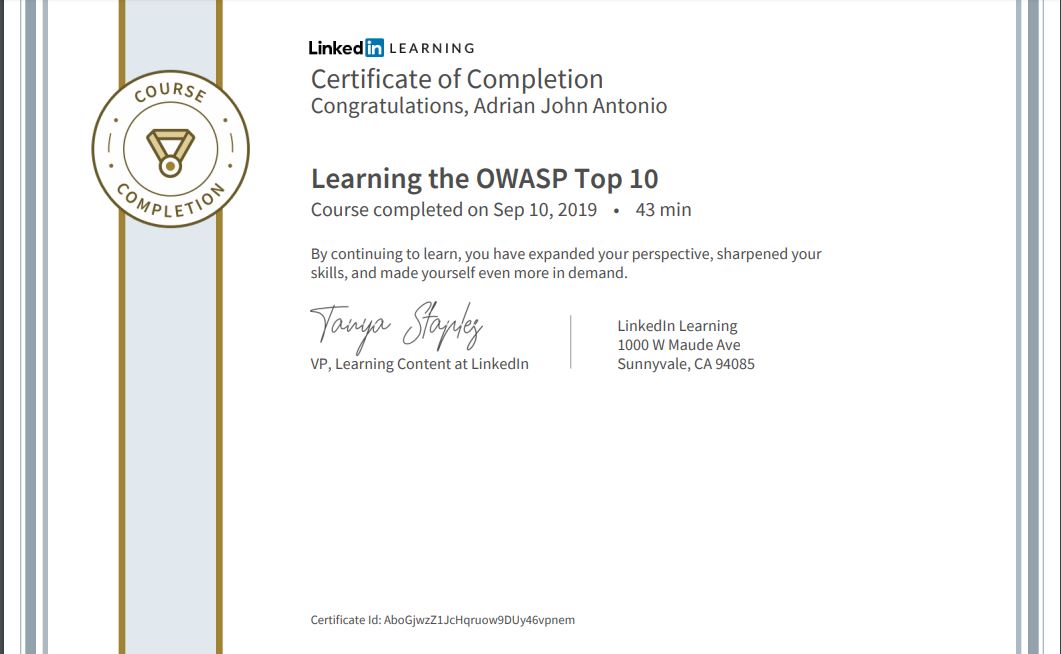 LinkedIn LEARNING
Certificate of Completion
Congratulations, Adrian John Antonio
COURSE
COMPLETION
Learning the OWASP Top 10
Course completed on Sep 10, 2019 • 43 min
By continuing to learn, you have expanded your perspective, sharpened your
skills, and made yourself even more in demand.
Tanya Staples
VP, Learning Content at LinkedIn
LinkedIn Learning
1000 W Maude Ave
Sunnyvale, CA 94085
Certificate Id: AboGjwzZ1JcHqruow9DUy46vpnem